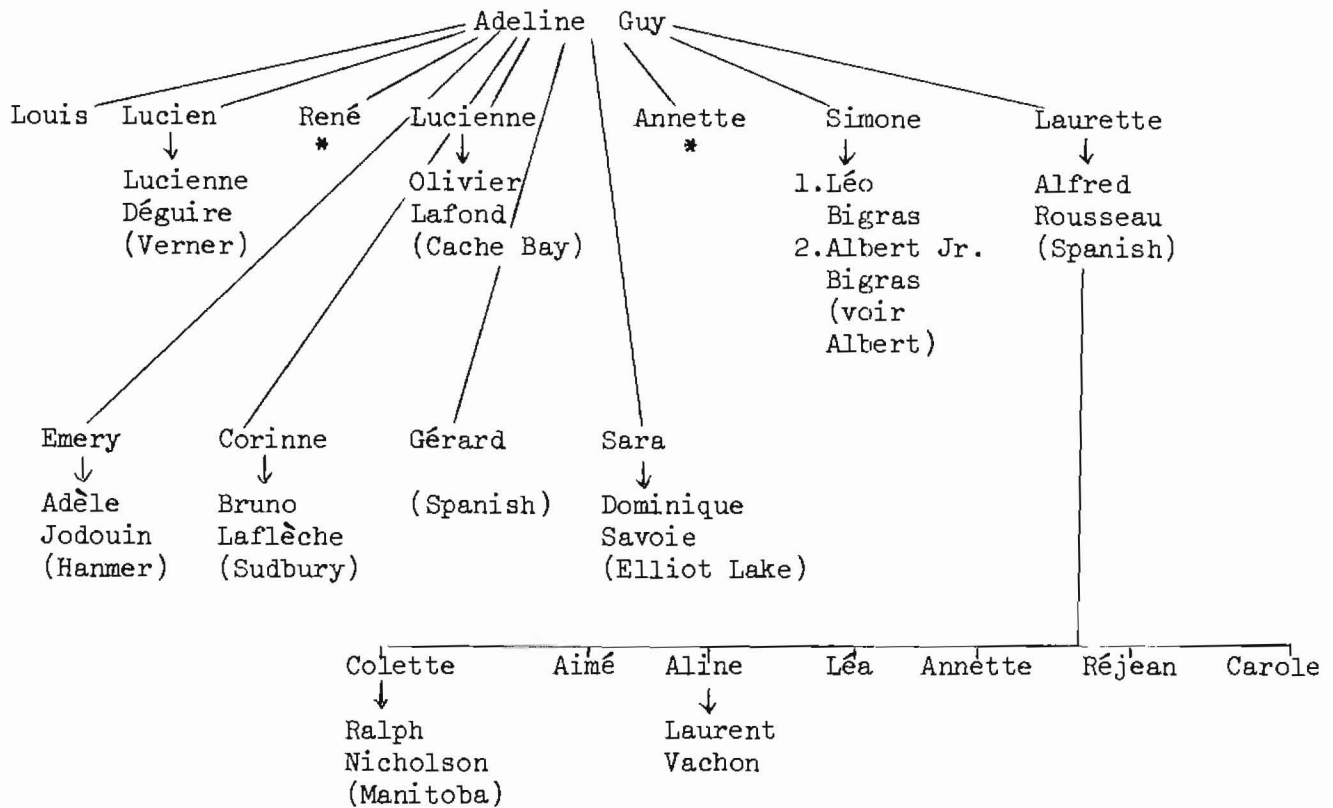 Adeline Guy
Louis Lucien René Lucienne Annette Simone Laurette
* *
Lucienne Olivier 1.Léo Alfred
Déguire Lafond Bigras Rousseau
(Verner) (Cache Bay) 2.Albert Jr. (Spanish)
Bigras
(voir
Albert)
Emery Corinne Gérard Sara
Adèle Bruno (Spanish) Dominique
Jodouin Laflèche Savoie
(Hanmer) (Sudbury) (Elliot Lake)
Colette Aimé Aline Léa Annette Réjean Carole
Ralph Laurent
Nicholson Vachon
(Manitoba)